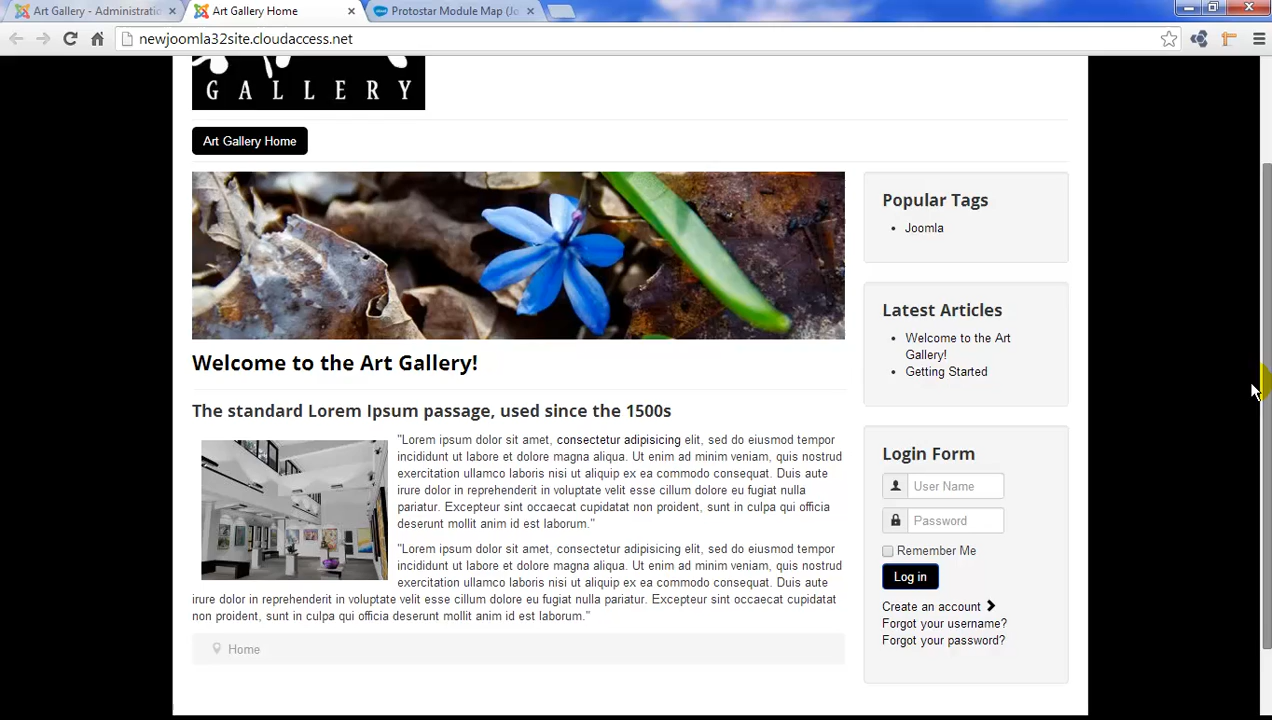 Art Gallery - Administratio
Art Gallery Home
Protostar Module Map (Jo
newjoomla32site.cloudaccess.net
GALLERY
Art Gallery Home
Welcome to the Art Gallery!
The standard Lorem Ipsum passage, used since the 1500s
"Lorem ipsum dolor sit amet, consectetur adipisicing elit, sed do eiusmod tempor
incididunt ut labore et dolore magna aliqua. Ut enim ad minim veniam, quis nostrud
exercitation ullamco laboris nisi ut aliquip ex ea commodo consequat. Duis aute
irure dolor in reprehenderit in voluptate velit esse cillum dolore eu fugiat nulla
pariatur. Excepteur sint occaecat cupidatat non proident, sunt in culpa qui officia
deserunt mollit anim id est laborum."
"Lorem ipsum dolor sit amet, consectetur adipisicing elit, sed do eiusmod tempor
incididunt ut labore et dolore magna aliqua. Ut enim ad minim veniam, quis nostrud
exercitation ullamco laboris nisi ut aliquip ex ea commodo consequat. Duis aute
irure dolor in reprehenderit in voluptate velit esse cillum dolore eu fugiat nulla pariatur. Excepteur sint occaecat cupidatat
non proident, sunt in culpa qui officia deserunt mollit anim id est laborum."
Home
Popular Tags
Joomla
Latest Articles
Welcome to the Art
Gallery!
Getting Started
Login Form
User Name
Password
Remember Me
Log in
Create an account
Forgot your username?
Forgot your password?